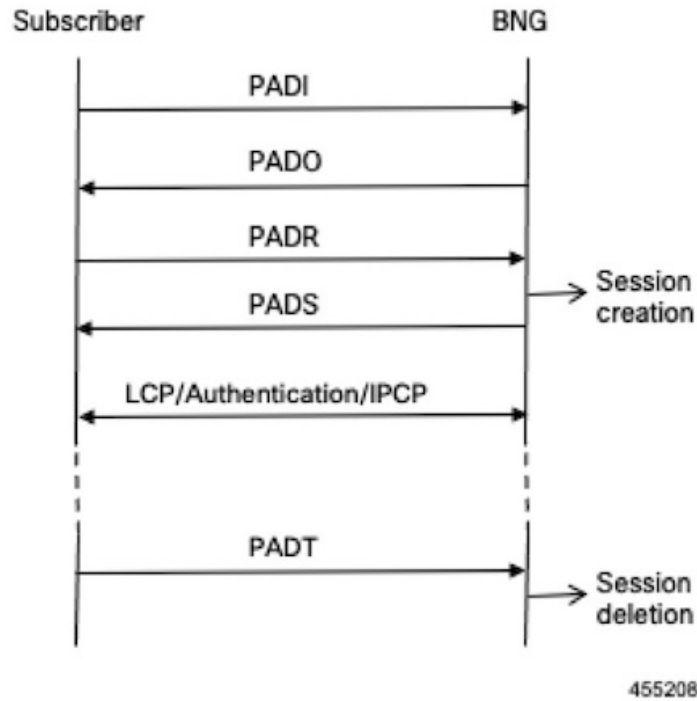 Subscriber BNG
PADI
PADO
PADR
Session
creation
PADS
LCP/Authentication/IPCP
PADT
Session
deletion
455208